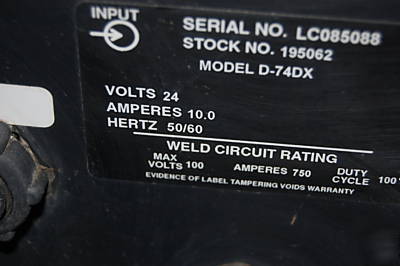 INPUT
SERIAL NO. LC085088
STOCK NO. 195062
MODEL D-74DX
VOLTS 24
AMPERES 10.0
HERTZ 50/60
WELD CIRCUIT RATING
MAX VOLTS 100 AMPERES 750 DUTY CYCLE 100
EVIDENCE OF LABEL TAMPERING VOIDS WARRANTY